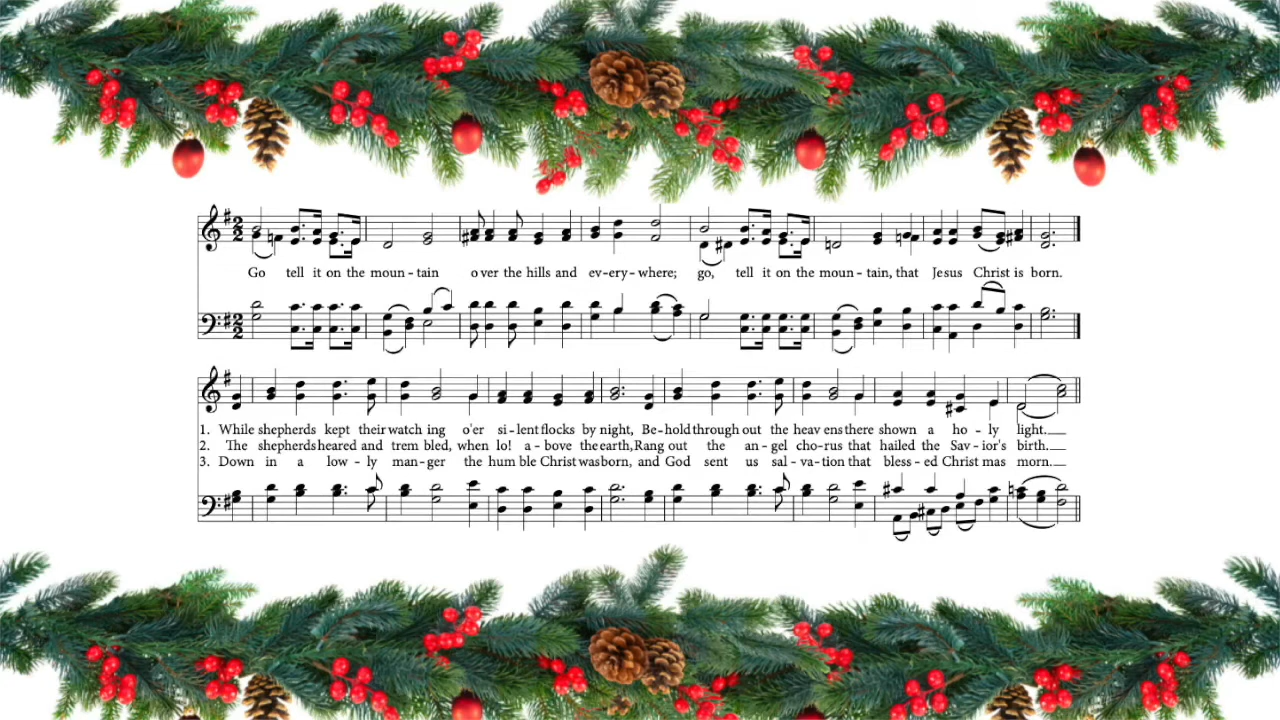 Go tell it on the moun-tain over the hills and ev-ery-where; go, tell it on the moun-tain, that Jesus Christ is born.
1. While shepherds kept their watch ing o'er si-lent flocks by night, Be-hold through out the heav ens there shown a ho-ly light.
2. The shepherds heared and trem bled, when lo! a-bove the earth, Rang out the an-gel cho-rus that hailed the Sav-ior's birth.
3. Down in a low-ly man-ger the hum ble Christ was born, and God sent us sal-va-tion that bless-ed Christ mas morn.